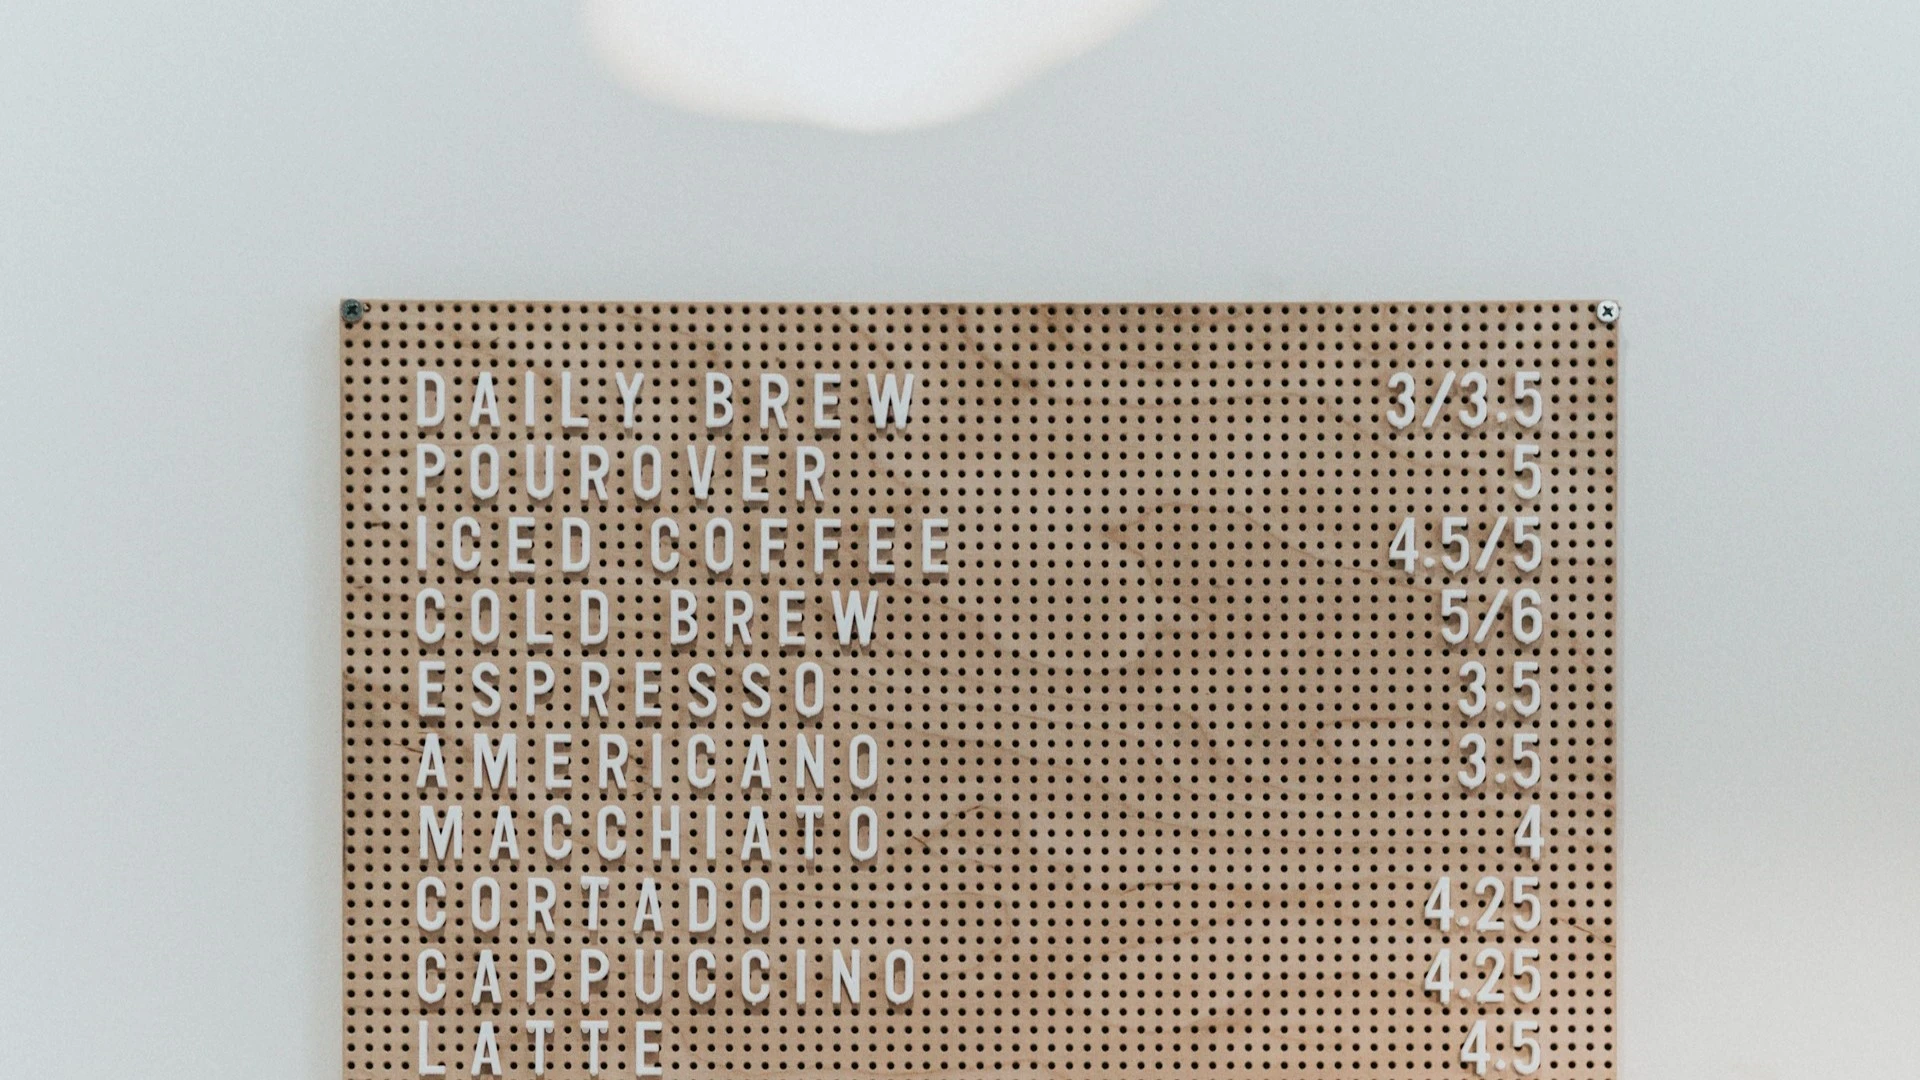 DAILY BREW 3/3.5
POUROVER 5
ICED COFFEE 4.5/5
COLD BREW 5/6
ESPRESSO 3.5
AMERICANO 3.5
MACCHIATO 4
CORTADO 4.25
CAPPUCCINO 4.25
LATTE 4.5